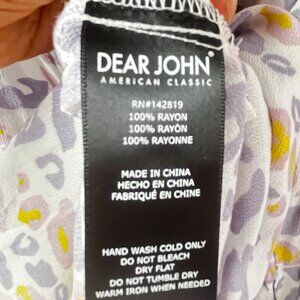 DEAR JOHN®
AMERICAN CLASSIC
RN#142819
100% RAYON
100% RAYÒN
100% RAYONNE
MADE IN CHINA
HECHO EN CHINA
FABRIQUÉ EN CHINE
HAND WASH COLD ONLY
DO NOT BLEACH
DRY FLAT
DO NOT TUMBLE DRY
WARM IRON WHEN NEEDED